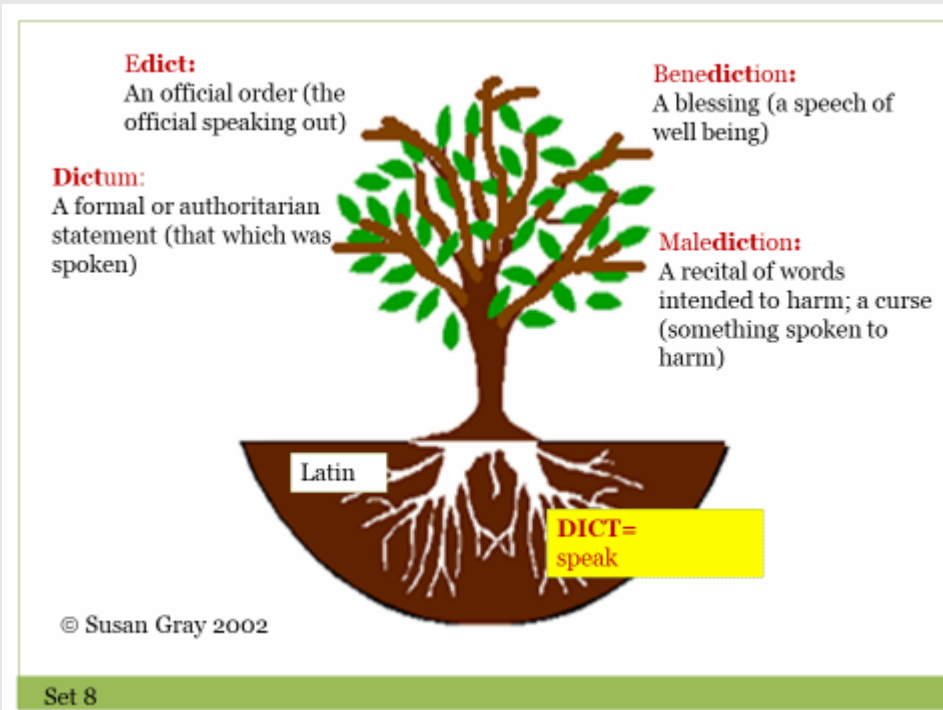 Edict:
An official order (the
official speaking out)
Dictum:
A formal or authoritarian
statement (that which was
spoken)
Benediction:
A blessing (a speech of
well being)
Malediction:
A recital of words
intended to harm; a curse
(something spoken to
harm)
Latin
DICT=
speak
© Susan Gray 2002
Set 8